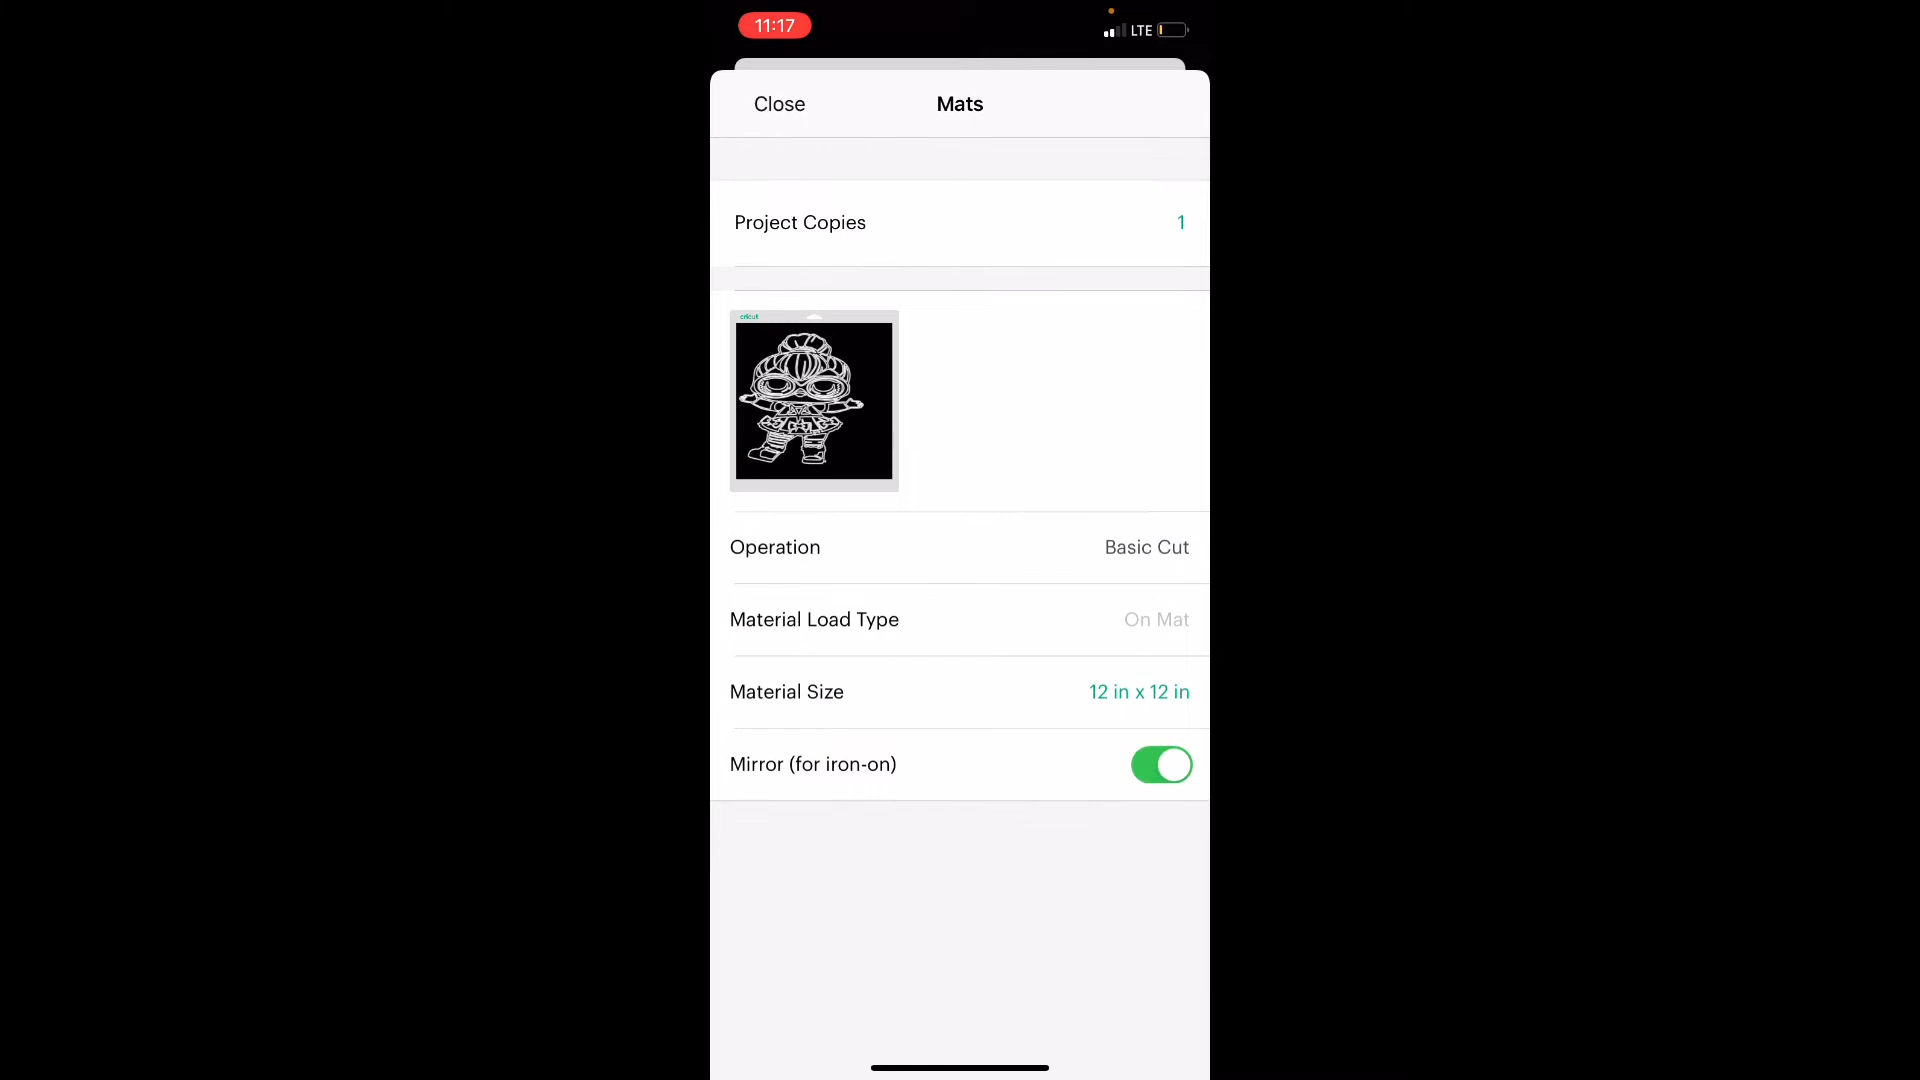 11:17
LTE
Close
Mats
Project Copies
1
cricut
Operation
Basic Cut
Material Load Type
On Mat
Material Size
12 in x 12 in
Mirror (for iron-on)